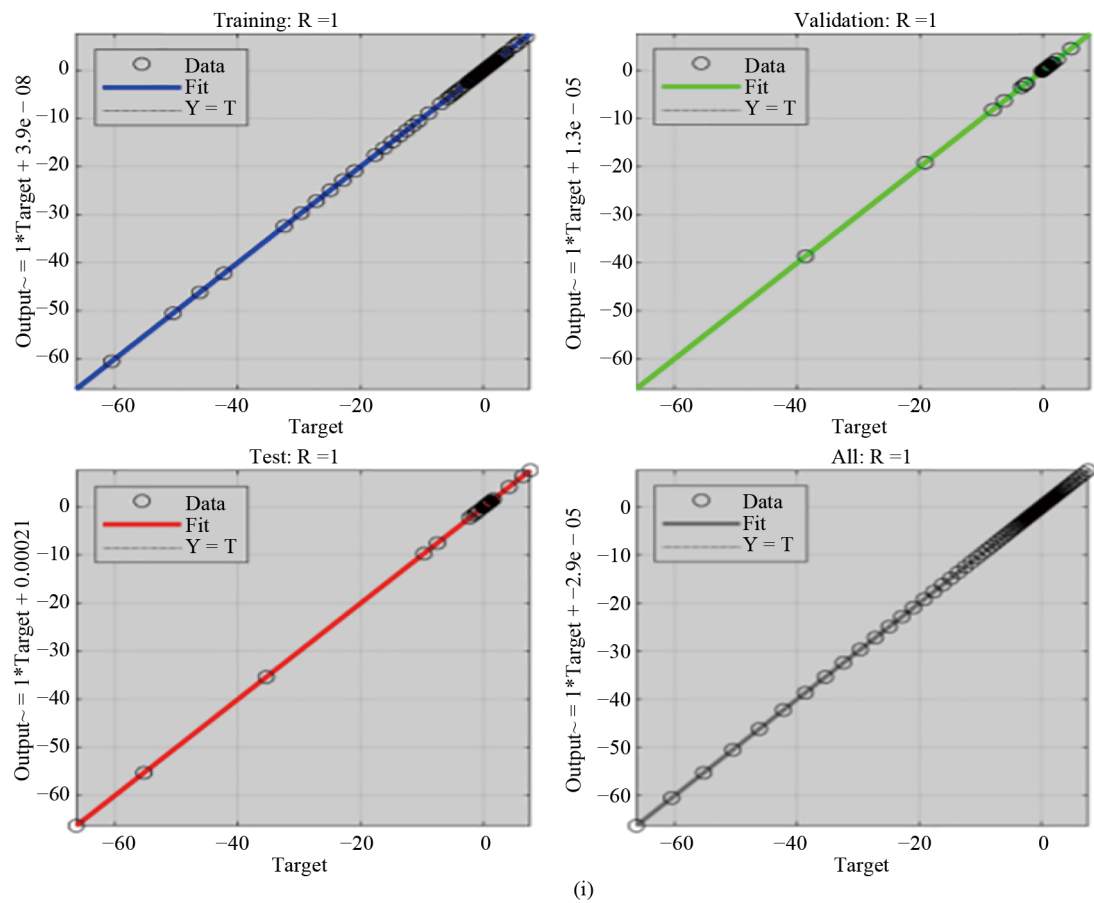 Training: R =1
Output~ = 1*Target + 3.9e − 08
Data
Fit
Y = T
0
−10
−20
−30
−40
−50
−60
−60 −40 −20 0
Target
Validation: R =1
Output~ = 1*Target + 1.3e − 05
Data
Fit
Y = T
0
−10
−20
−30
−40
−50
−60
−60 −40 −20 0
Target
Test: R =1
Output~ = 1*Target + 0.00021
Data
Fit
Y = T
0
−10
−20
−30
−40
−50
−60
−60 −40 −20 0
Target
All: R =1
Output~ = 1*Target + −2.9e − 05
Data
Fit
Y = T
0
−10
−20
−30
−40
−50
−60
−60 −40 −20 0
Target
(i)